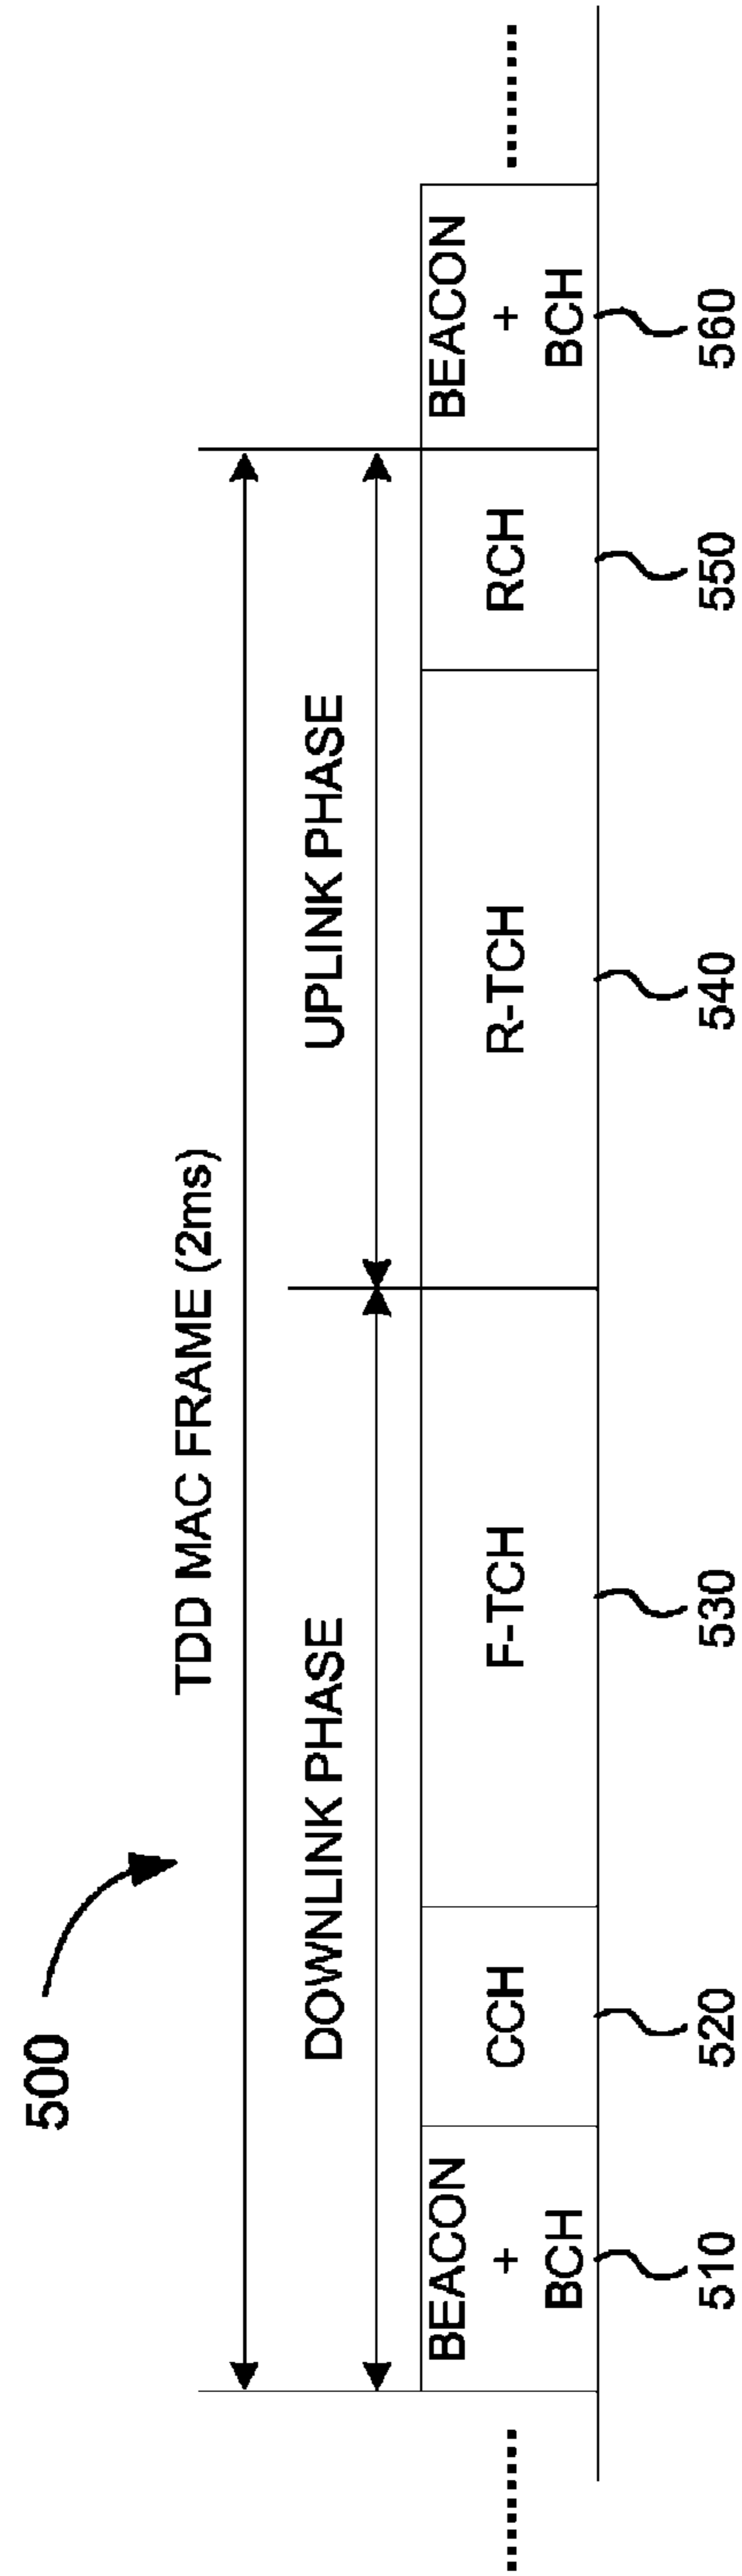 500
TDD MAC FRAME (2ms)
DOWNLINK PHASE
UPLINK PHASE
BEACON
+
BCH
CCH
F-TCH
R-TCH
RCH
BEACON
+
BCH
510
520
530
540
550
560